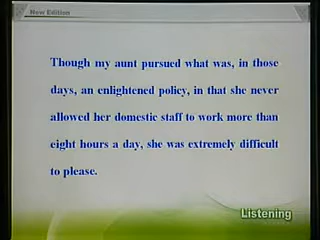 New Edition
Though my aunt pursued what was, in those
days, an enlightened policy, in that she never
allowed her domestic staff to work more than
eight hours a day, she was extremely difficult
to please.
Listening